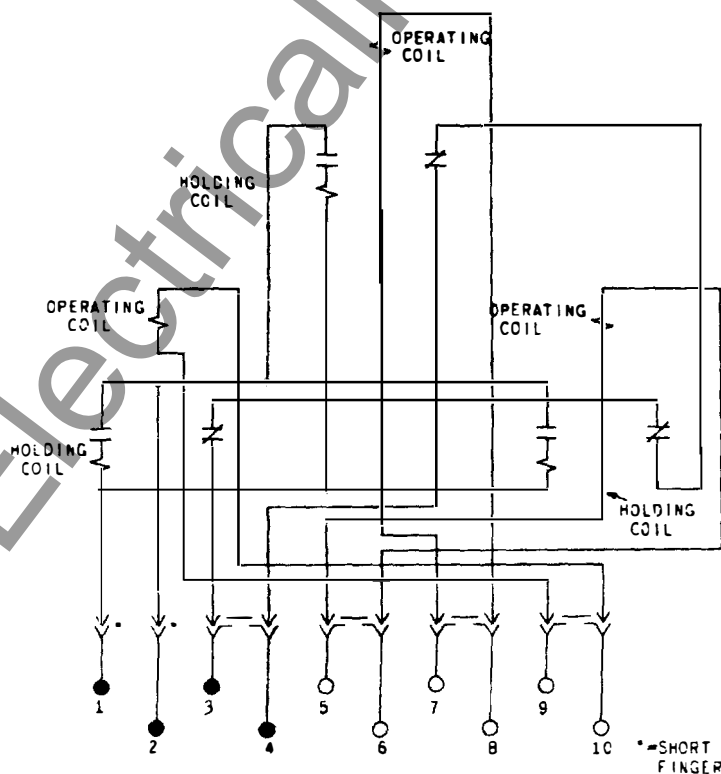 OPERATING
COIL
HOLDING
COIL
OPERATING
COIL
OPERATING
COIL
HOLDING
COIL
HOLDING
COIL
1 3 5 7 9
2 4 6 8 10
*=SHORT
FINGER
Electrical